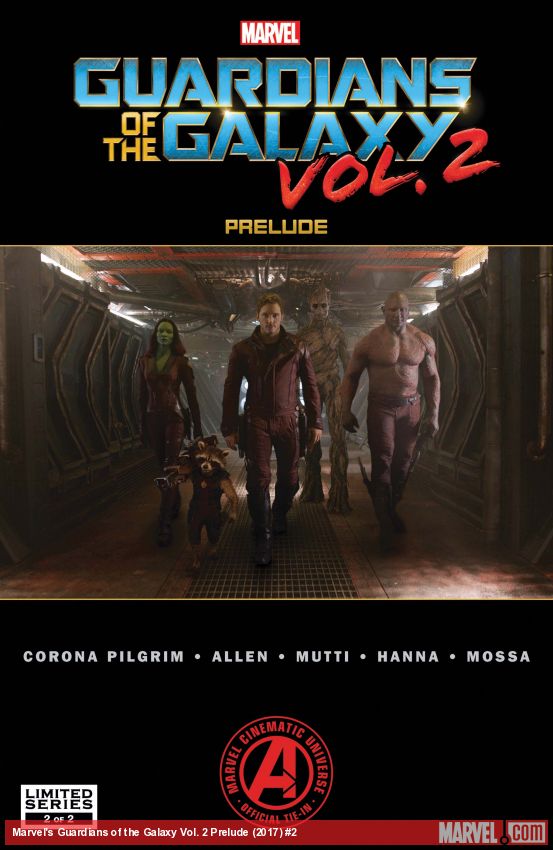 MARVEL
GUARDIANS
OF THE GALAXY
VOL. 2
PRELUDE
CORONA PILGRIM • ALLEN • MUTTI • HANNA • MOSSA
MARVEL CINEMATIC UNIVERSE
A
• OFFICIAL TIE-IN •
LIMITED
SERIES
2 OF 2
Marvel's Guardians of the Galaxy Vol. 2 Prelude (2017) #2
MARVEL.COM